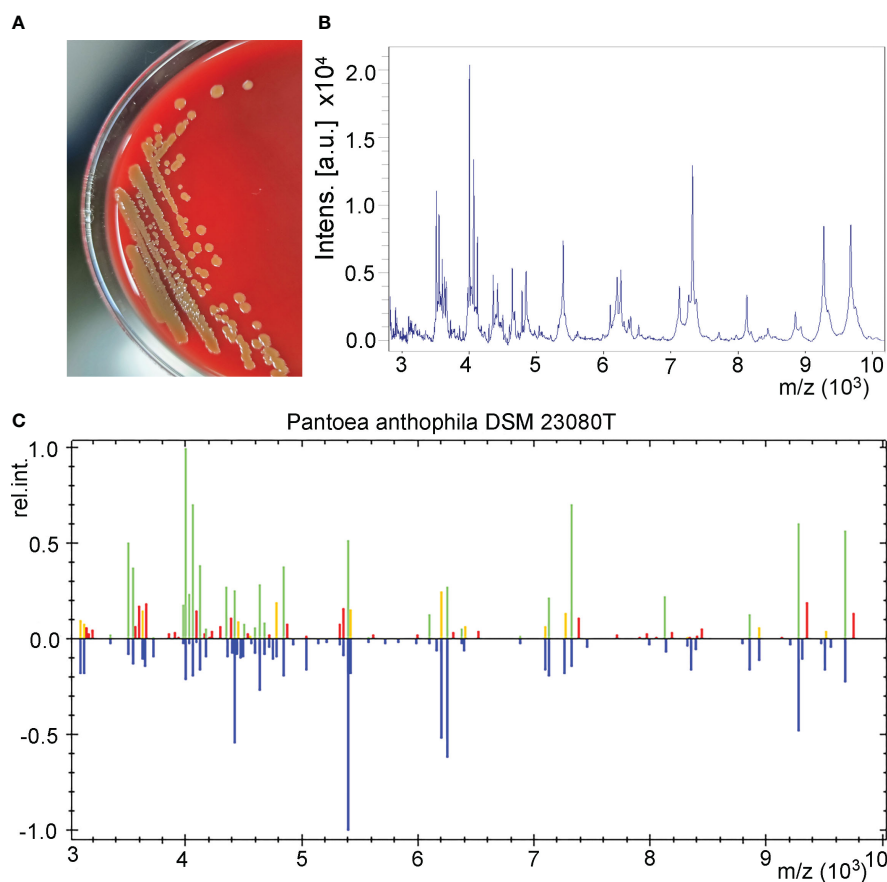 A
B
Intens. [a.u.] x10⁴
2.0
1.5
1.0
0.5
0.0
3 4 5 6 7 8 9 10
m/z (10³)
C
Pantoea anthophila DSM 23080T
rel.int.
1.0
0.5
0.0
-0.5
-1.0
3 4 5 6 7 8 9 10
m/z (10³)